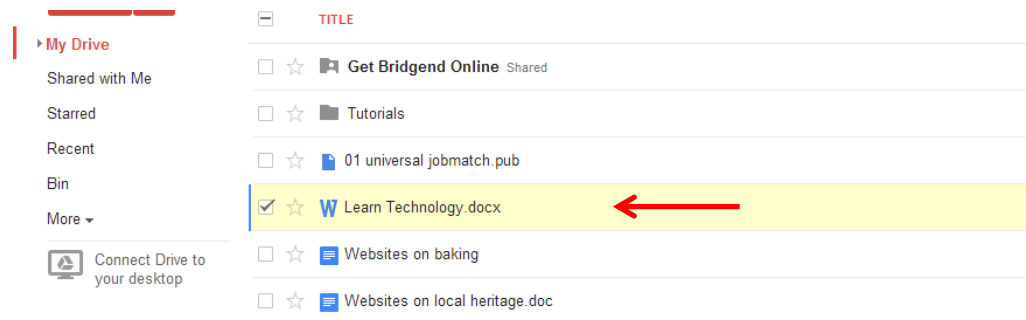 My Drive
Shared with Me
Starred
Recent
Bin
More
Connect Drive to
your desktop
TITLE
Get Bridgend Online Shared
Tutorials
01 universal jobmatch.pub
W Learn Technology.docx
Websites on baking
Websites on local heritage.doc